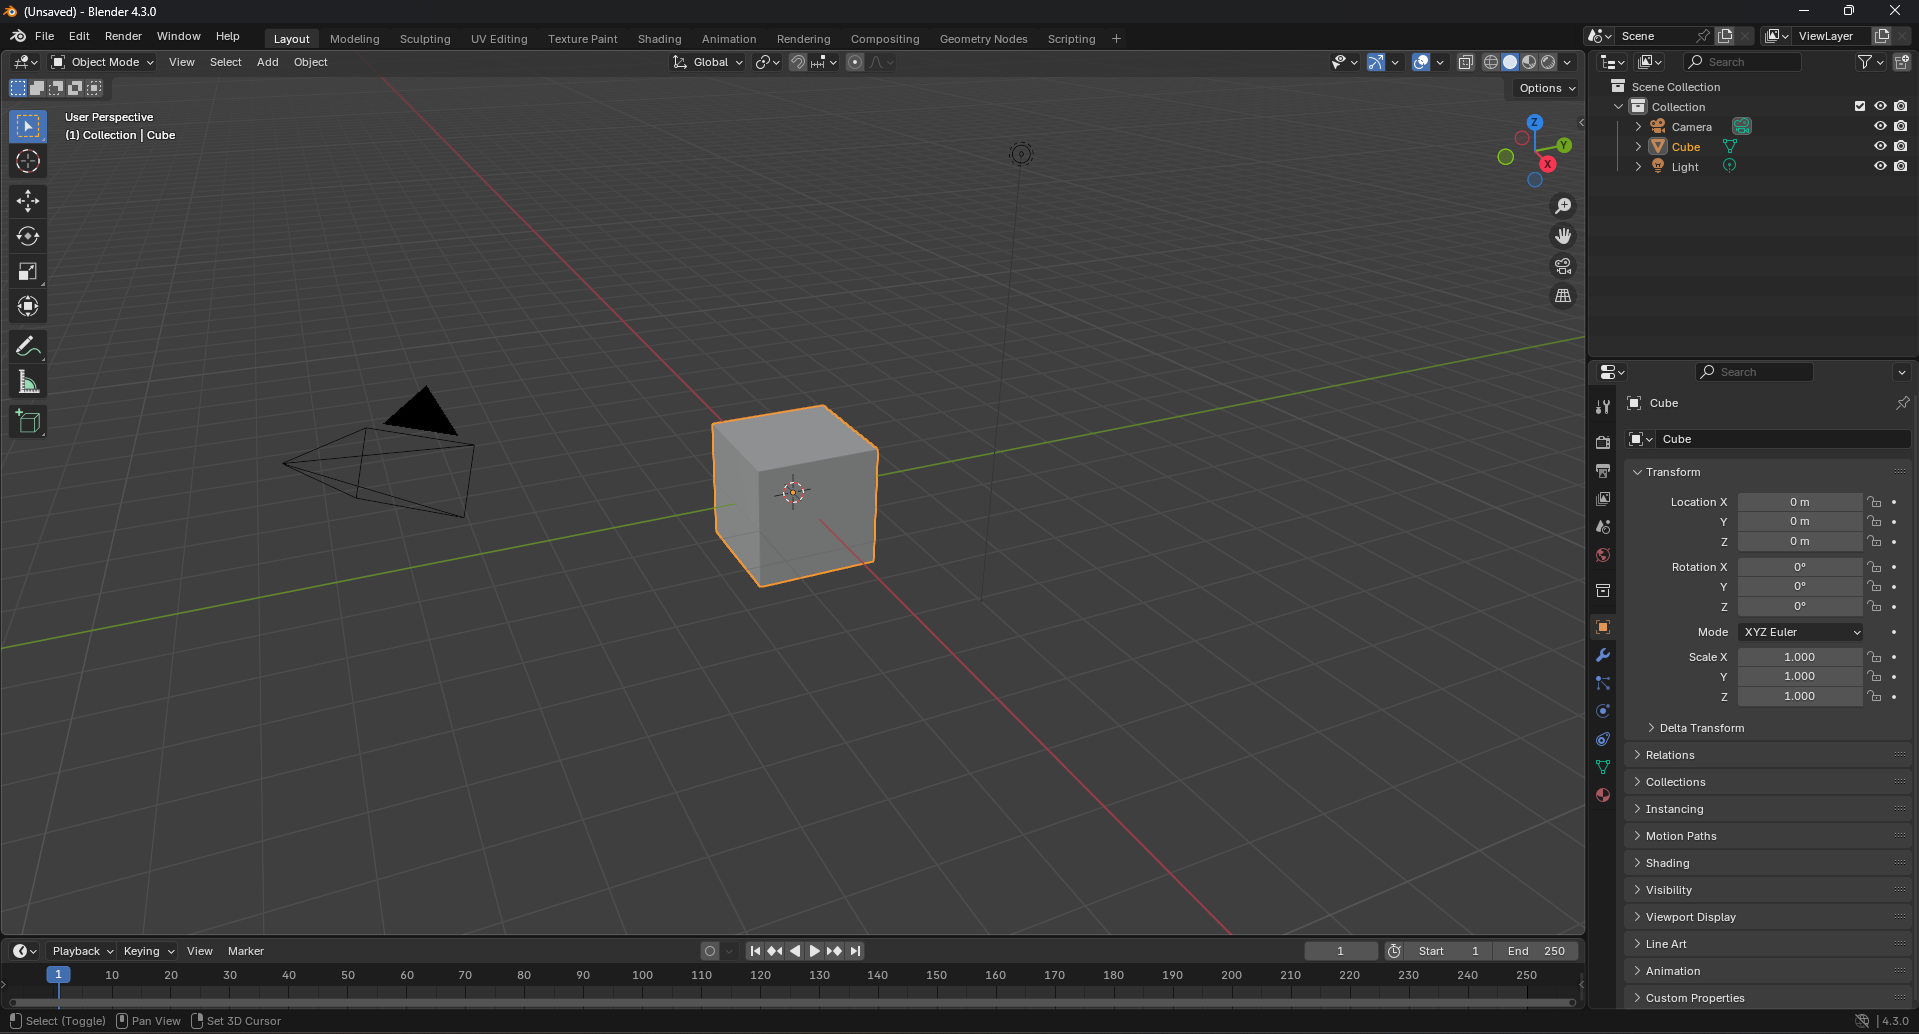 (Unsaved) - Blender 4.3.0
File Edit Render Window Help Layout Modeling Sculpting UV Editing Texture Paint Shading Animation Rendering Compositing Geometry Nodes Scripting + Scene ViewLayer
Object Mode View Select Add Object Global Search
Options
User Perspective
(1) Collection | Cube
Z
Y
X
Scene Collection
Collection
Camera
Cube
Light
Search
Cube
Cube
Transform
Location X 0 m
Y 0 m
Z 0 m
Rotation X 0°
Y 0°
Z 0°
Mode XYZ Euler
Scale X 1.000
Y 1.000
Z 1.000
Delta Transform
Relations
Collections
Instancing
Motion Paths
Shading
Visibility
Viewport Display
Line Art
Animation
Custom Properties
Playback Keying View Marker 1 Start 1 End 250
1 10 20 30 40 50 60 70 80 90 100 110 120 130 140 150 160 170 180 190 200 210 220 230 240 250
Select (Toggle) Pan View Set 3D Cursor 4.3.0